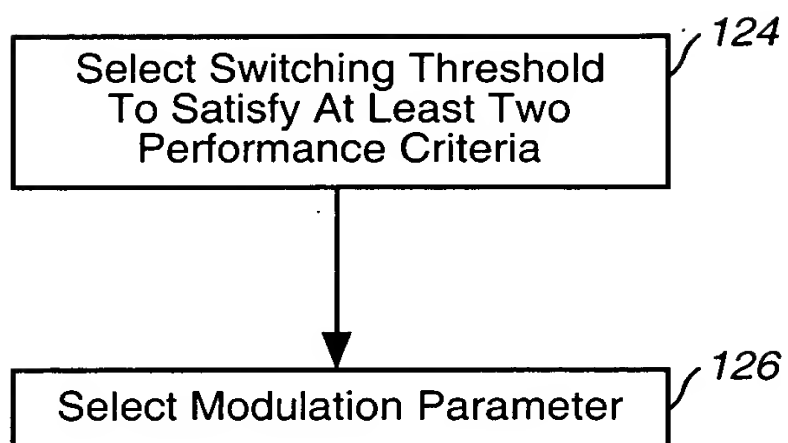 124
Select Switching Threshold
To Satisfy At Least Two
Performance Criteria
126
Select Modulation Parameter